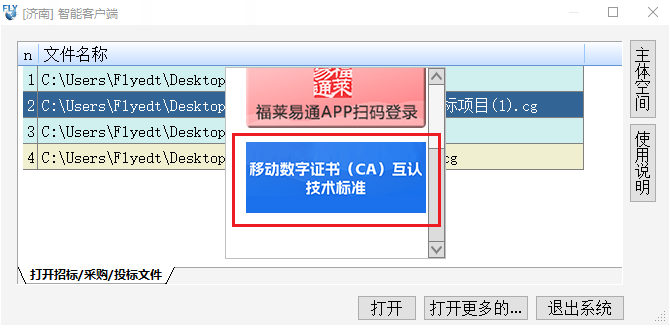 FLY [济南] 智能客户端
n 文件名称
1 C:\Users\Flyedt\Desktop
2 C:\Users\Flyedt\Desktop 标项目(1).cg
3 C:\Users\Flyedt\Desktop
4 C:\Users\Flyedt\Desktop cg
易通
福莱
福莱易通APP扫码登录
移动数字证书（CA）互认
技术标准
主体空间
使用说明
打开招标/采购/投标文件
打开
打开更多的...
退出系统